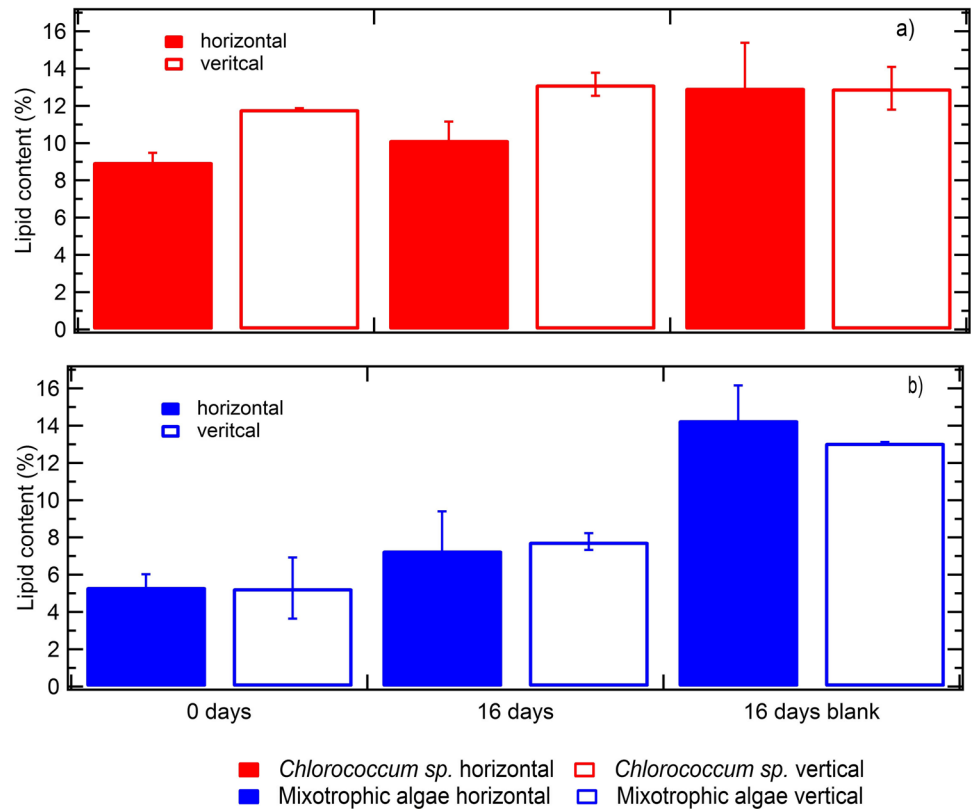 16
14
12
10
8
6
4
2
0
Lipid content (%)
horizontal
veritcal
a)
16
14
12
10
8
6
4
2
0
Lipid content (%)
horizontal
veritcal
b)
0 days 16 days 16 days blank
Chlorococcum sp. horizontal Chlorococcum sp. vertical
Mixotrophic algae horizontal Mixotrophic algae vertical